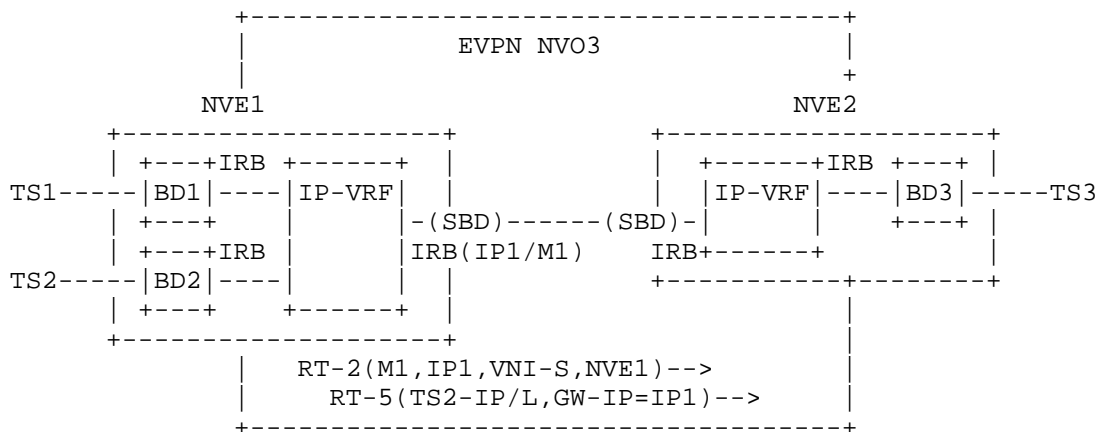 EVPN NVO3
NVE1 NVE2
IRB IRB
TS1 BD1 IP-VRF IP-VRF BD3 TS3
(SBD) (SBD)
IRB IRB(IP1/M1) IRB
TS2 BD2
RT-2(M1,IP1,VNI-S,NVE1)-->
RT-5(TS2-IP/L,GW-IP=IP1)-->